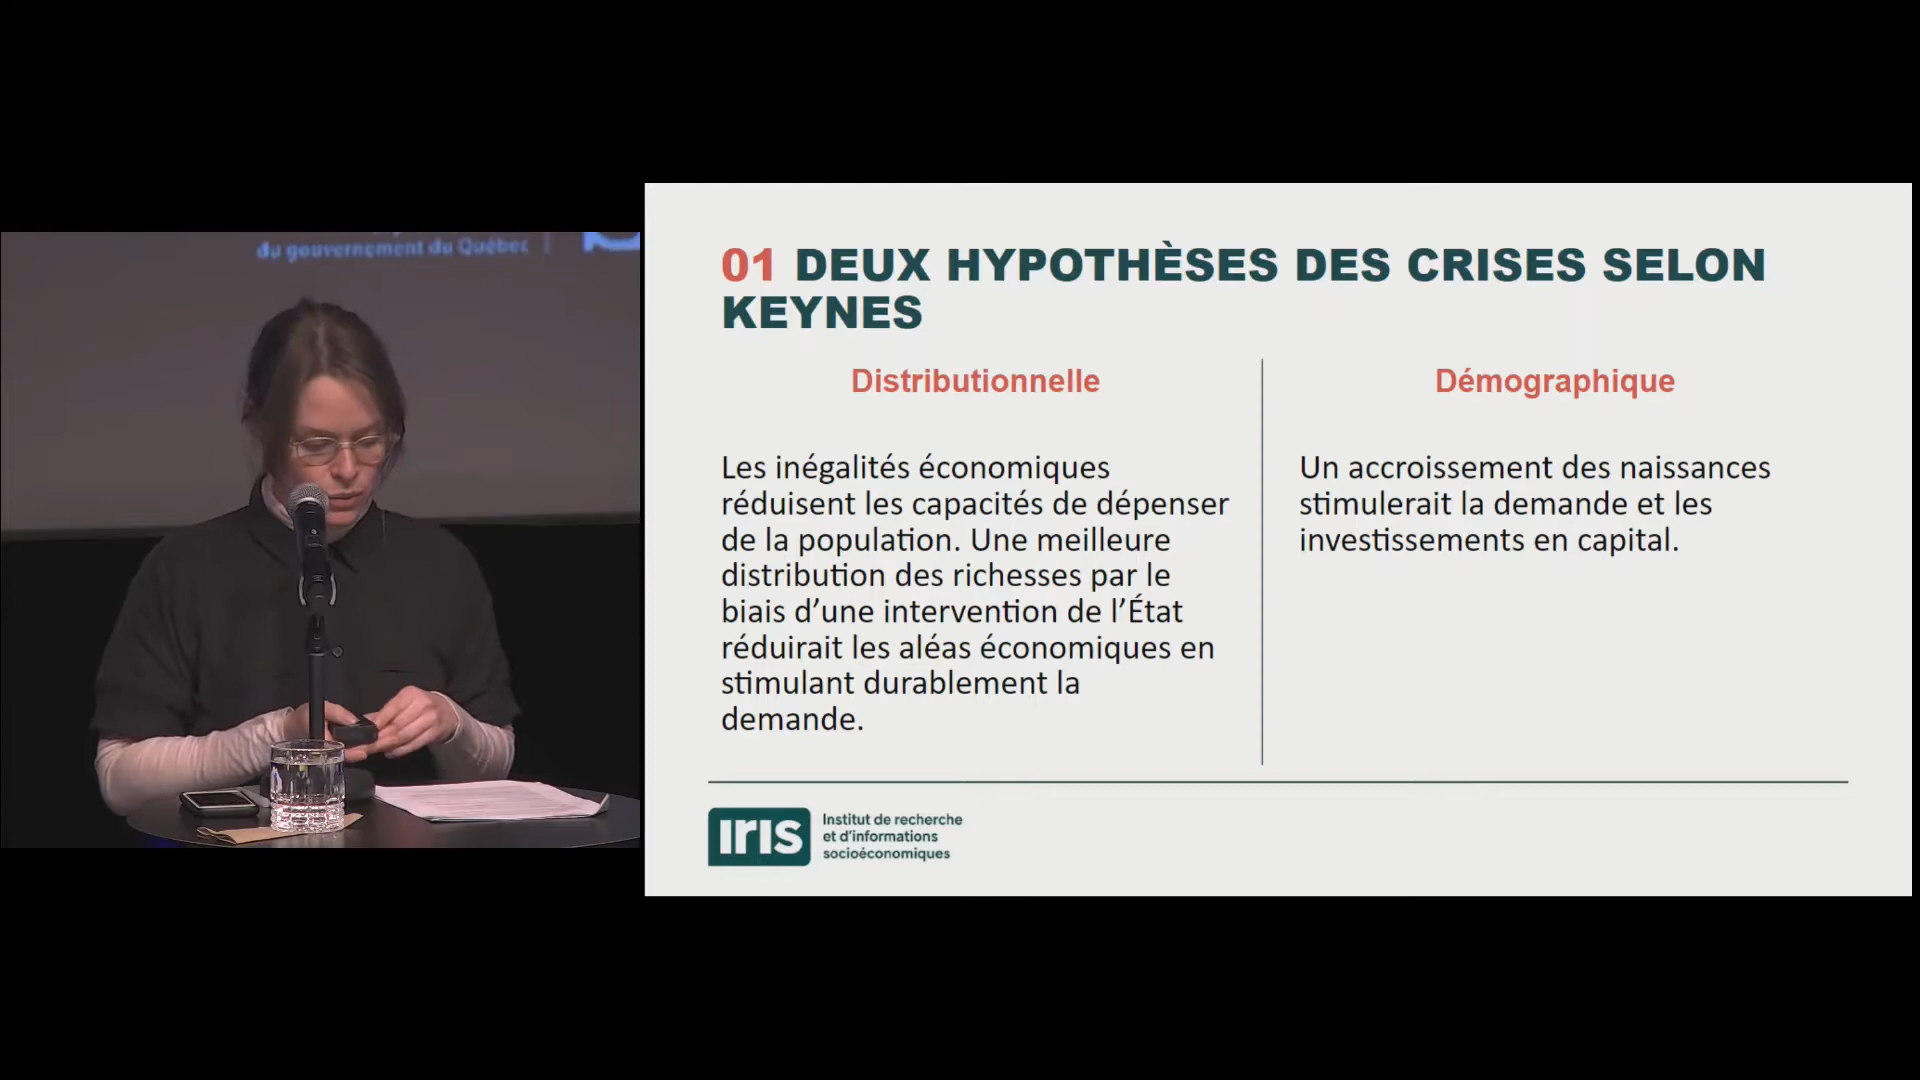 du gouvernement du Québec
01 DEUX HYPOTHÈSES DES CRISES SELON
KEYNES
Distributionnelle
Les inégalités économiques
réduisent les capacités de dépenser
de la population. Une meilleure
distribution des richesses par le
biais d’une intervention de l’État
réduirait les aléas économiques en
stimulant durablement la
demande.
Démographique
Un accroissement des naissances
stimulerait la demande et les
investissements en capital.
IRIS
Institut de recherche
et d’informations
socioéconomiques